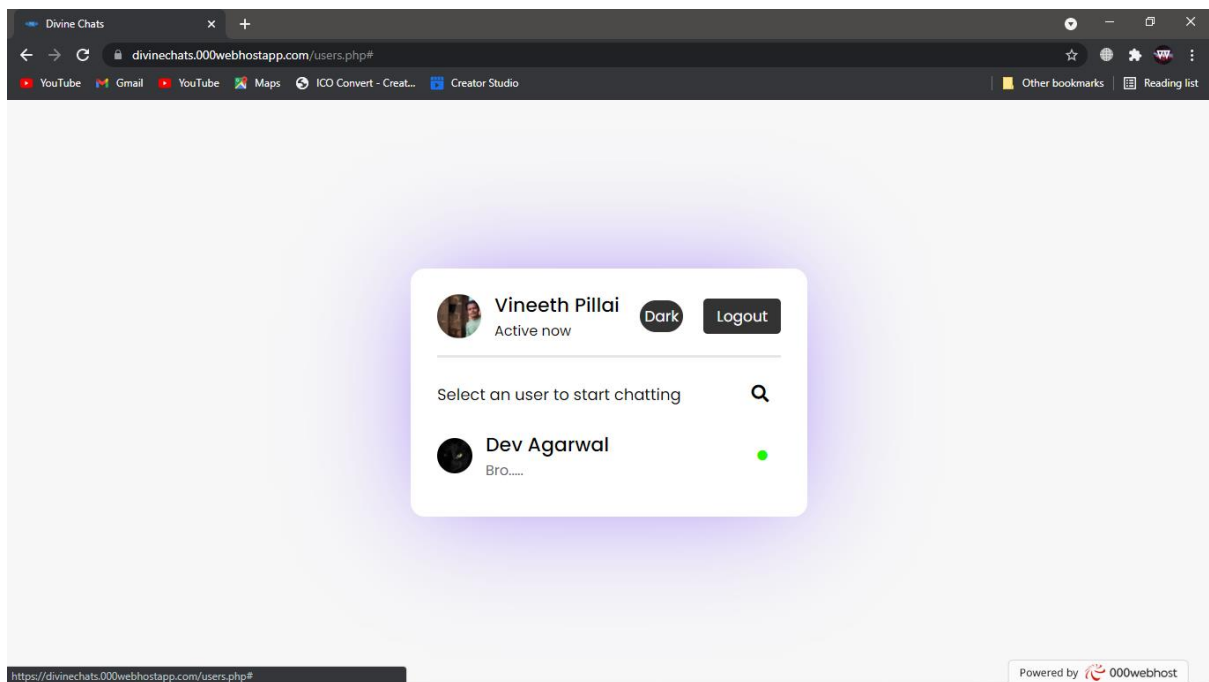 Divine Chats
divinechats.000webhostapp.com/users.php#
YouTube Gmail YouTube Maps ICO Convert - Creat... Creator Studio Other bookmarks Reading list
Vineeth Pillai
Active now
Dark
Logout
Select an user to start chatting
Dev Agarwal
Bro.....
https://divinechats.000webhostapp.com/users.php#
Powered by 000webhost